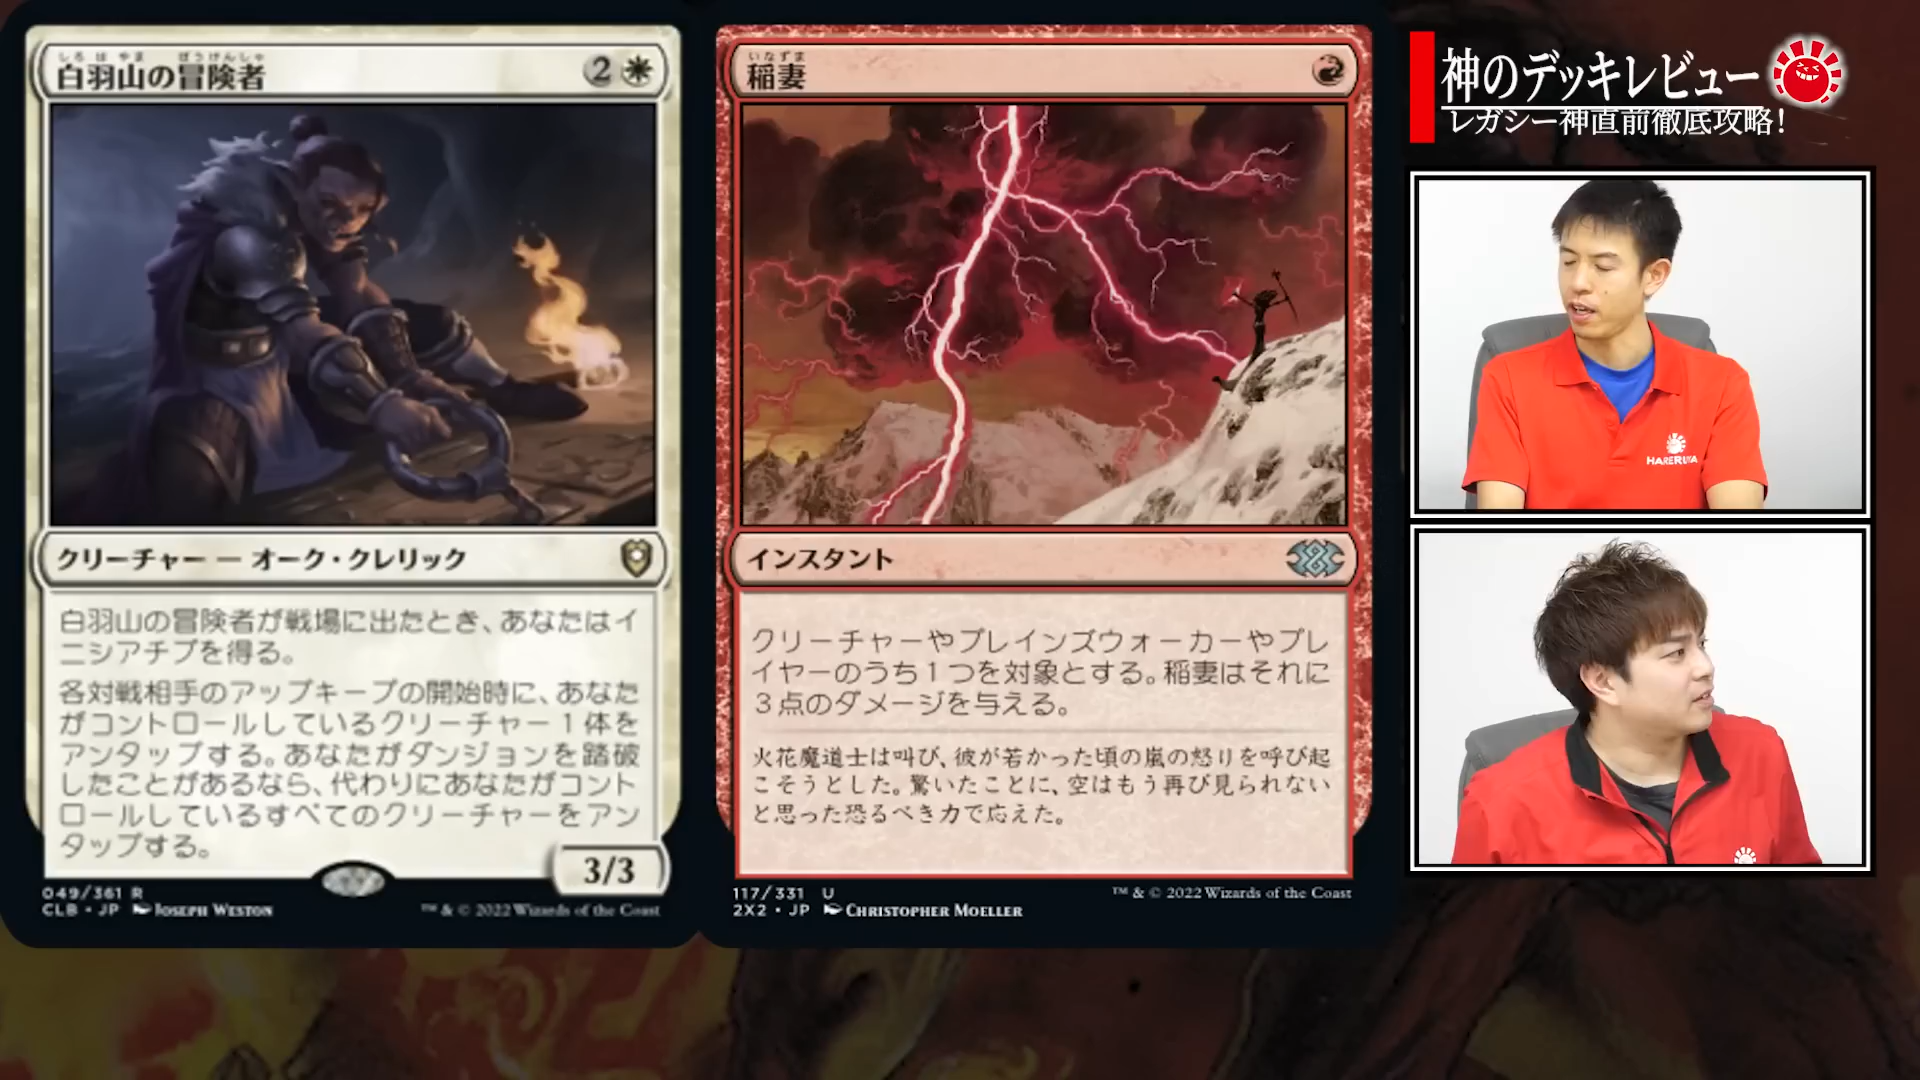 しろはやま ぼうけんしゃ
白羽山の冒険者
2
クリーチャー — オーク・クレリック
白羽山の冒険者が戦場に出たとき、あなたはイ
ニシアチブを得る。
各対戦相手のアップキープの開始時に、あなた
がコントロールしているクリーチャー1体を
アンタップする。あなたがダンジョンを踏破
したことがあるなら、代わりにあなたがコント
ロールしているすべてのクリーチャーをアン
タップする。
3/3
049/361 R
CLB・JP Joseph Weston
™ & © 2022 Wizards of the Coast
いなずま
稲妻
インスタント
クリーチャーやプレインズウォーカーやプレ
イヤーのうち1つを対象とする。稲妻はそれに
3点のダメージを与える。
火花魔道士は叫び、彼が若かった頃の嵐の怒りを呼び起
こそうとした。驚いたことに、空はもう再び見られない
と思った恐るべき力で応えた。
117/331 U
2X2・JP Christopher Moeller
™ & © 2022 Wizards of the Coast
神のデッキレビュー
レガシー神直前徹底攻略!
HARERUYA